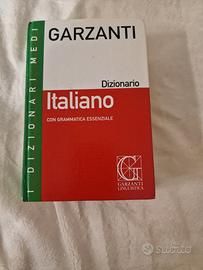 I DIZIONARI MEDI
GARZANTI
Dizionario
Italiano
CON GRAMMATICA ESSENZIALE
G
GARZANTI
LINGUISTICA
subito